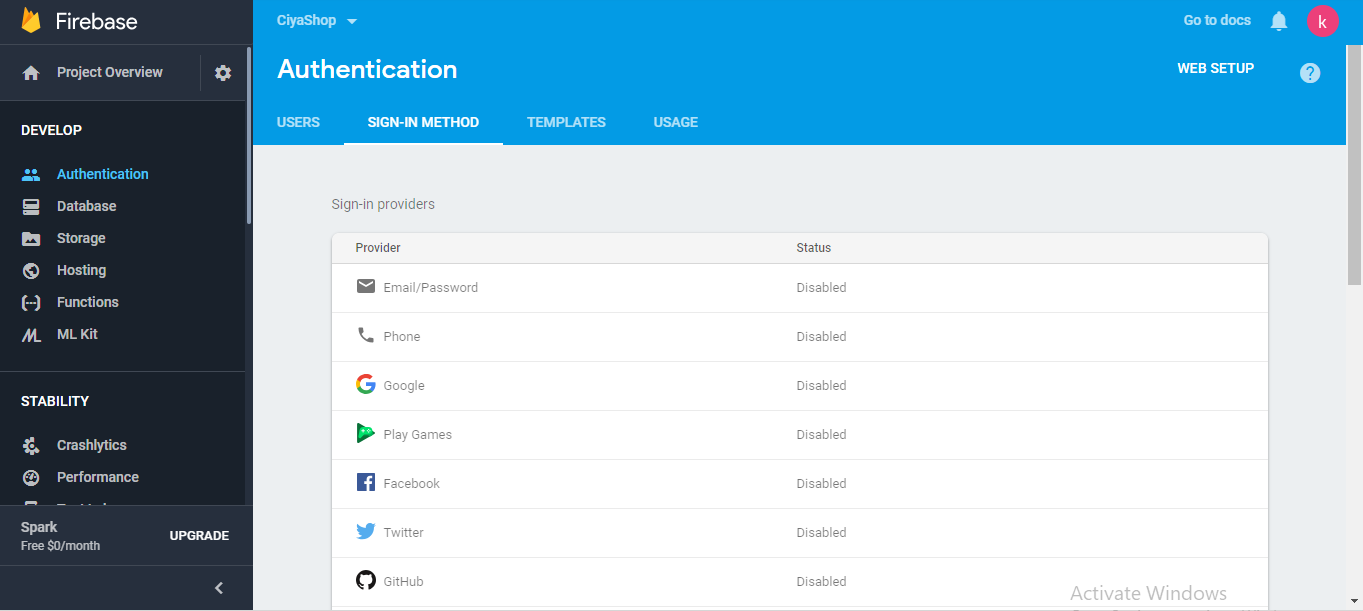 Firebase
Project Overview
DEVELOP
Authentication
Database
Storage
Hosting
Functions
ML Kit
STABILITY
Crashlytics
Performance
Spark
Free $0/month
UPGRADE
CiyaShop
Go to docs
k
Authentication
WEB SETUP
?
USERS SIGN-IN METHOD TEMPLATES USAGE
Sign-in providers
Provider Status
Email/Password Disabled
Phone Disabled
Google Disabled
Play Games Disabled
Facebook Disabled
Twitter Disabled
GitHub Disabled
Activate Windows